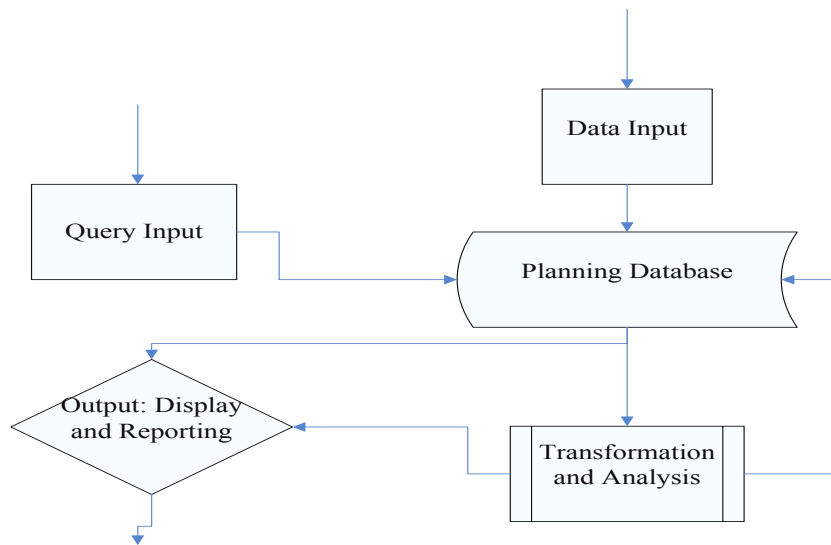 Data Input
Query Input
Planning Database
Output: Display
and Reporting
Transformation
and Analysis